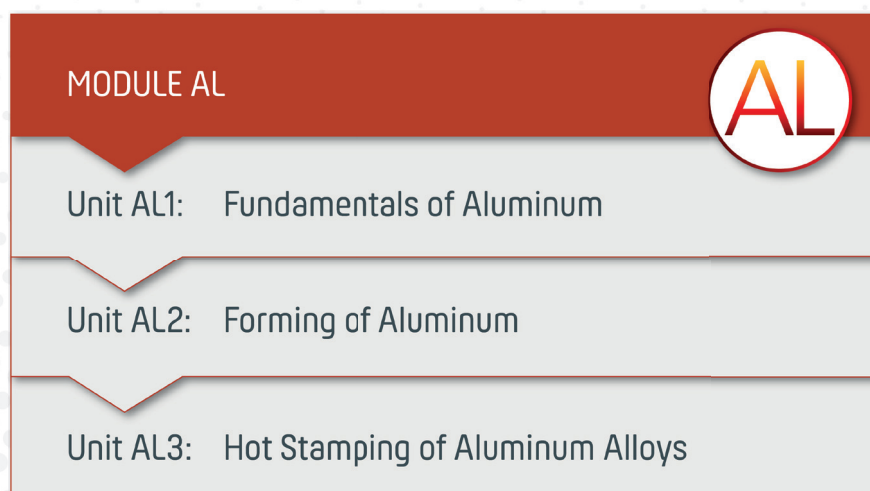 MODULE AL
AL
Unit AL1: Fundamentals of Aluminum
Unit AL2: Forming of Aluminum
Unit AL3: Hot Stamping of Aluminum Alloys